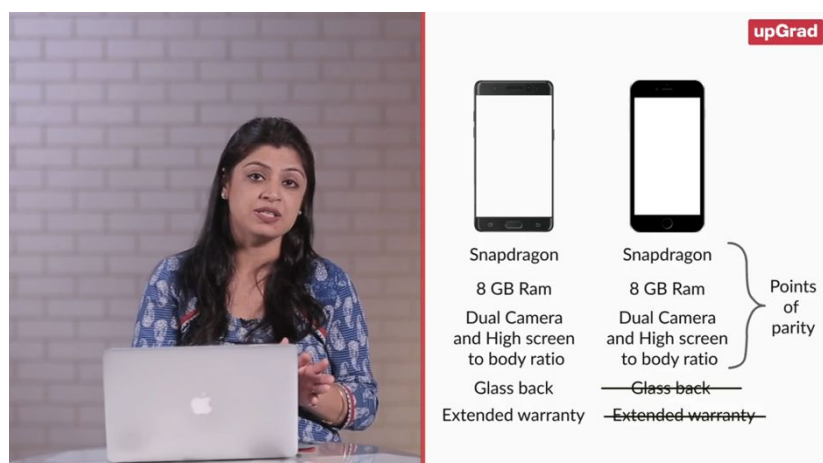 upGrad
Snapdragon
Snapdragon
8 GB Ram
8 GB Ram
Dual Camera
and High screen
to body ratio
Dual Camera
and High screen
to body ratio
Points
of
parity
Glass back
Glass back
Extended warranty
Extended warranty